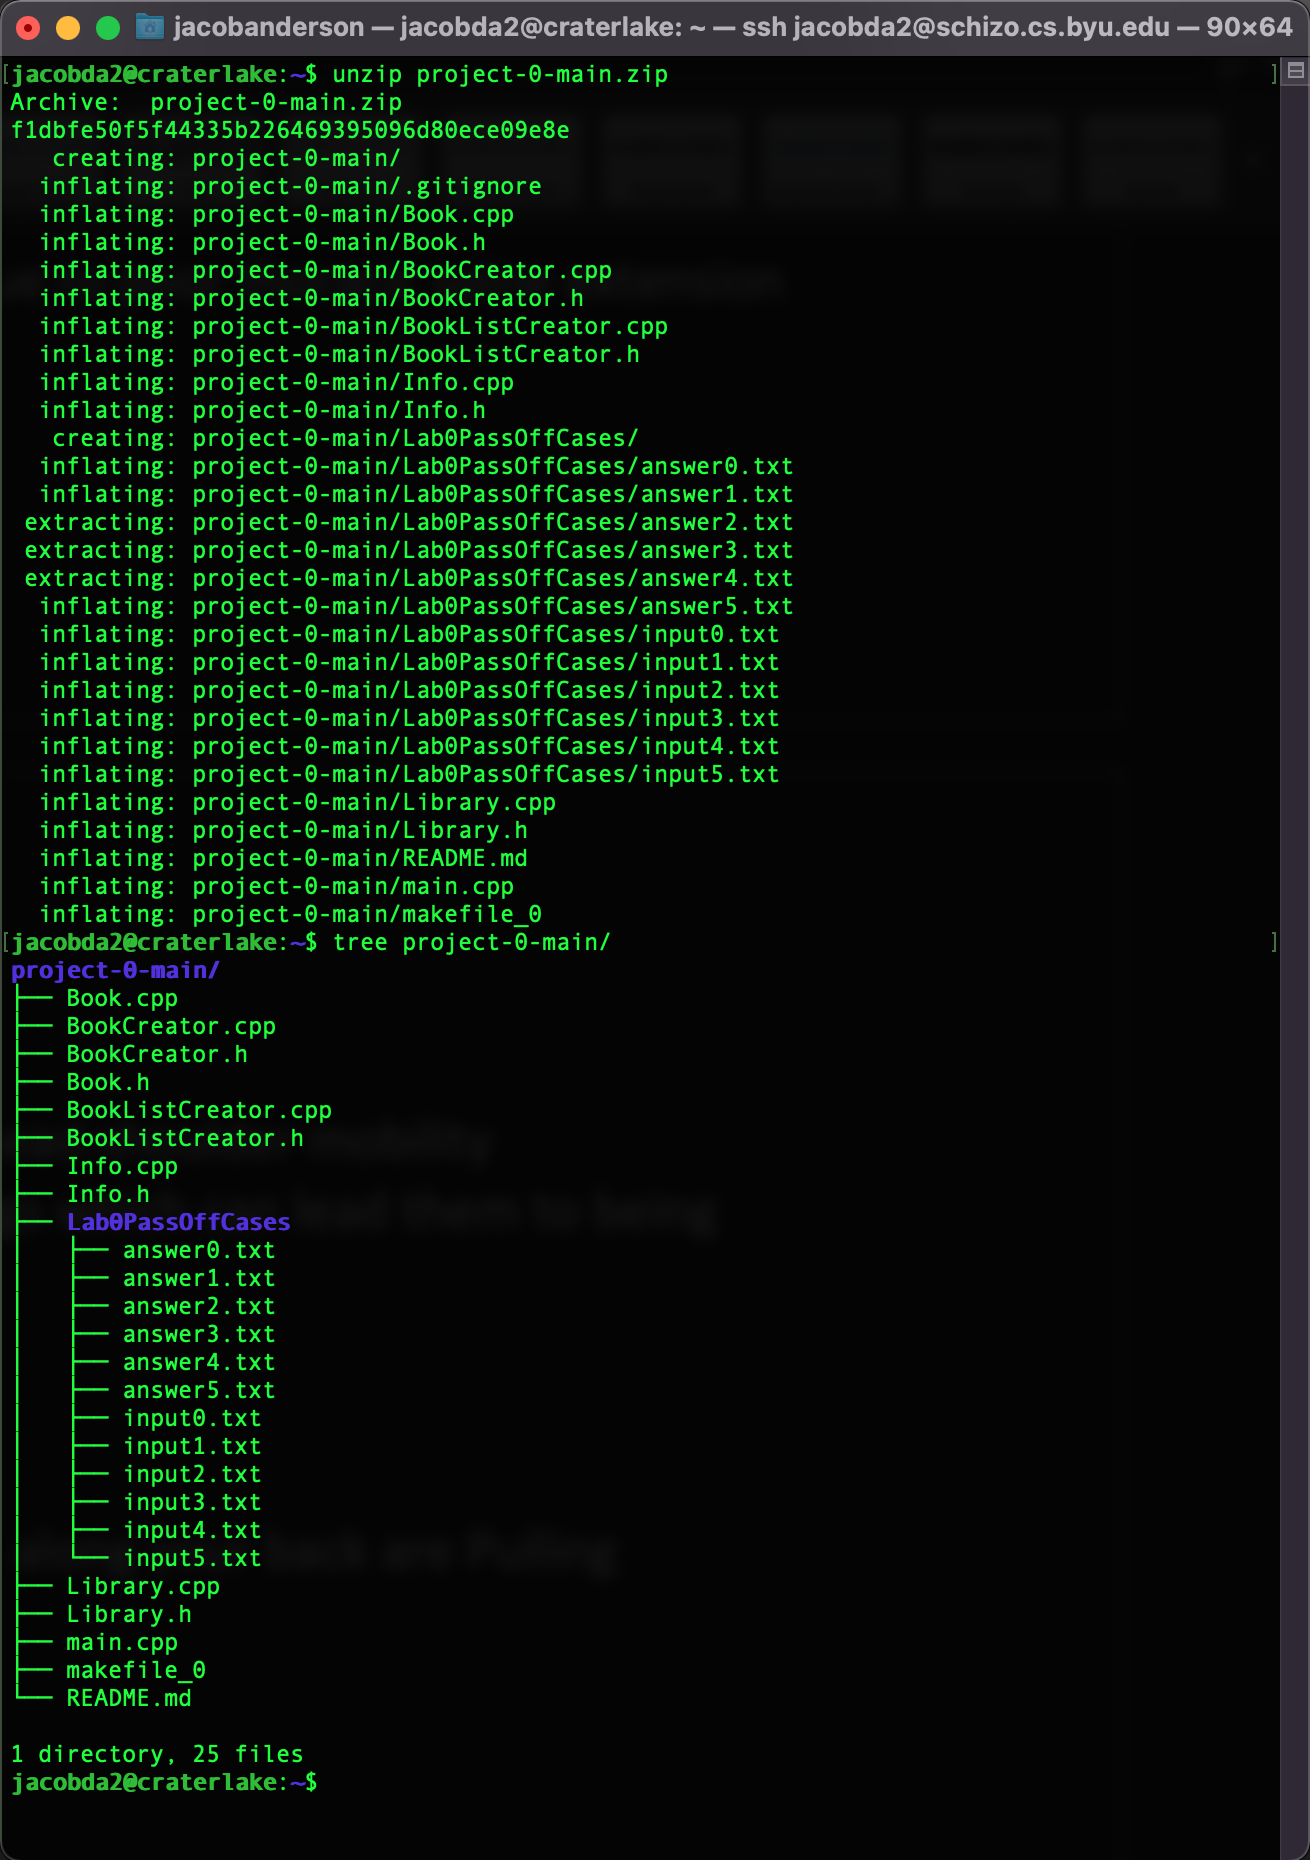 jacobanderson — jacobda2@craterlake: ~ — ssh jacobda2@schizo.cs.byu.edu — 90×64
[jacobda2@craterlake:~$ unzip project-0-main.zip ]
Archive:  project-0-main.zip
f1dbfe50f5f44335b226469395096d80ece09e8e
   creating: project-0-main/
  inflating: project-0-main/.gitignore
  inflating: project-0-main/Book.cpp
  inflating: project-0-main/Book.h
  inflating: project-0-main/BookCreator.cpp
  inflating: project-0-main/BookCreator.h
  inflating: project-0-main/BookListCreator.cpp
  inflating: project-0-main/BookListCreator.h
  inflating: project-0-main/Info.cpp
  inflating: project-0-main/Info.h
   creating: project-0-main/Lab0PassOffCases/
  inflating: project-0-main/Lab0PassOffCases/answer0.txt
  inflating: project-0-main/Lab0PassOffCases/answer1.txt
 extracting: project-0-main/Lab0PassOffCases/answer2.txt
 extracting: project-0-main/Lab0PassOffCases/answer3.txt
 extracting: project-0-main/Lab0PassOffCases/answer4.txt
  inflating: project-0-main/Lab0PassOffCases/answer5.txt
  inflating: project-0-main/Lab0PassOffCases/input0.txt
  inflating: project-0-main/Lab0PassOffCases/input1.txt
  inflating: project-0-main/Lab0PassOffCases/input2.txt
  inflating: project-0-main/Lab0PassOffCases/input3.txt
  inflating: project-0-main/Lab0PassOffCases/input4.txt
  inflating: project-0-main/Lab0PassOffCases/input5.txt
  inflating: project-0-main/Library.cpp
  inflating: project-0-main/Library.h
  inflating: project-0-main/README.md
  inflating: project-0-main/main.cpp
  inflating: project-0-main/makefile_0
[jacobda2@craterlake:~$ tree project-0-main/ ]
project-0-main/
├── Book.cpp
├── BookCreator.cpp
├── BookCreator.h
├── Book.h
├── BookListCreator.cpp
├── BookListCreator.h
├── Info.cpp
├── Info.h
├── Lab0PassOffCases
│   ├── answer0.txt
│   ├── answer1.txt
│   ├── answer2.txt
│   ├── answer3.txt
│   ├── answer4.txt
│   ├── answer5.txt
│   ├── input0.txt
│   ├── input1.txt
│   ├── input2.txt
│   ├── input3.txt
│   ├── input4.txt
│   └── input5.txt
├── Library.cpp
├── Library.h
├── main.cpp
├── makefile_0
└── README.md

1 directory, 25 files
jacobda2@craterlake:~$